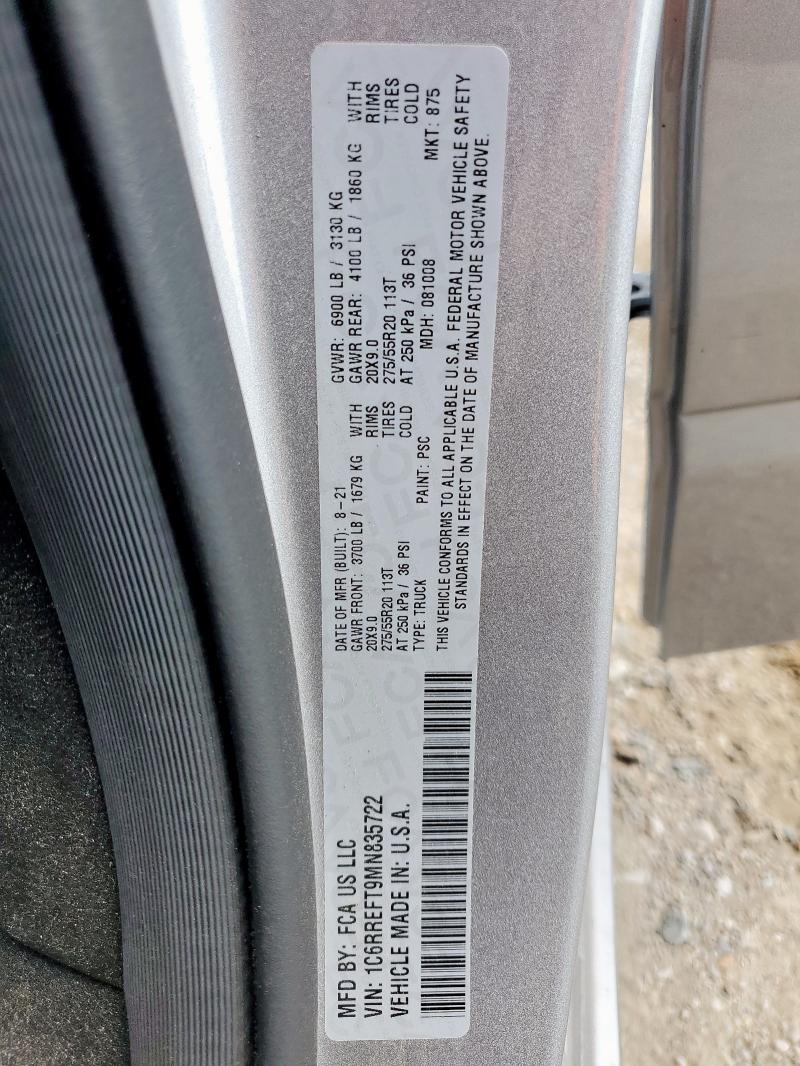 MFD BY: FCA US LLC
VIN: 1C6RREFT9MN835722
VEHICLE MADE IN: U.S.A.
DATE OF MFR (BUILT): 8-21
GAWR FRONT: 3700 LB / 1679 KG WITH
20X9.0 RIMS
275/55R20 113T TIRES
AT 250 kPa / 36 PSI COLD
GVWR: 6900 LB / 3130 KG
GAWR REAR: 4100 LB / 1860 KG WITH
20X9.0 RIMS
275/55R20 113T TIRES
AT 250 kPa / 36 PSI COLD
TYPE: TRUCK PAINT: PSC MDH: 081008 MKT: 875
THIS VEHICLE CONFORMS TO ALL APPLICABLE U.S.A. FEDERAL MOTOR VEHICLE SAFETY
STANDARDS IN EFFECT ON THE DATE OF MANUFACTURE SHOWN ABOVE.